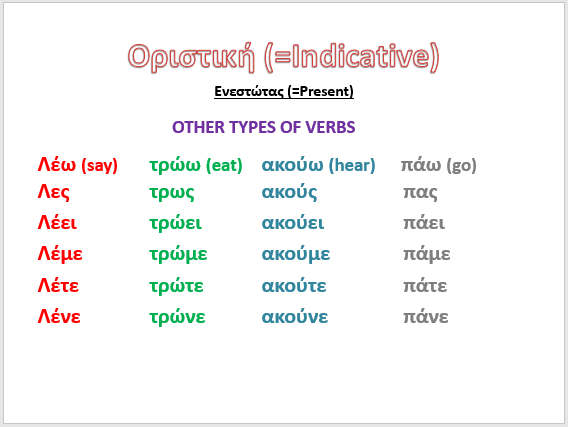 Οριστική (=Indicative)
Ενεστώτας (=Present)
OTHER TYPES OF VERBS
Λέω (say) τρώω (eat) ακούω (hear) πάω (go)
Λες τρως ακούς πας
Λέει τρώει ακούει πάει
Λέμε τρώμε ακούμε πάμε
Λέτε τρώτε ακούτε πάτε
Λένε τρώνε ακούνε πάνε